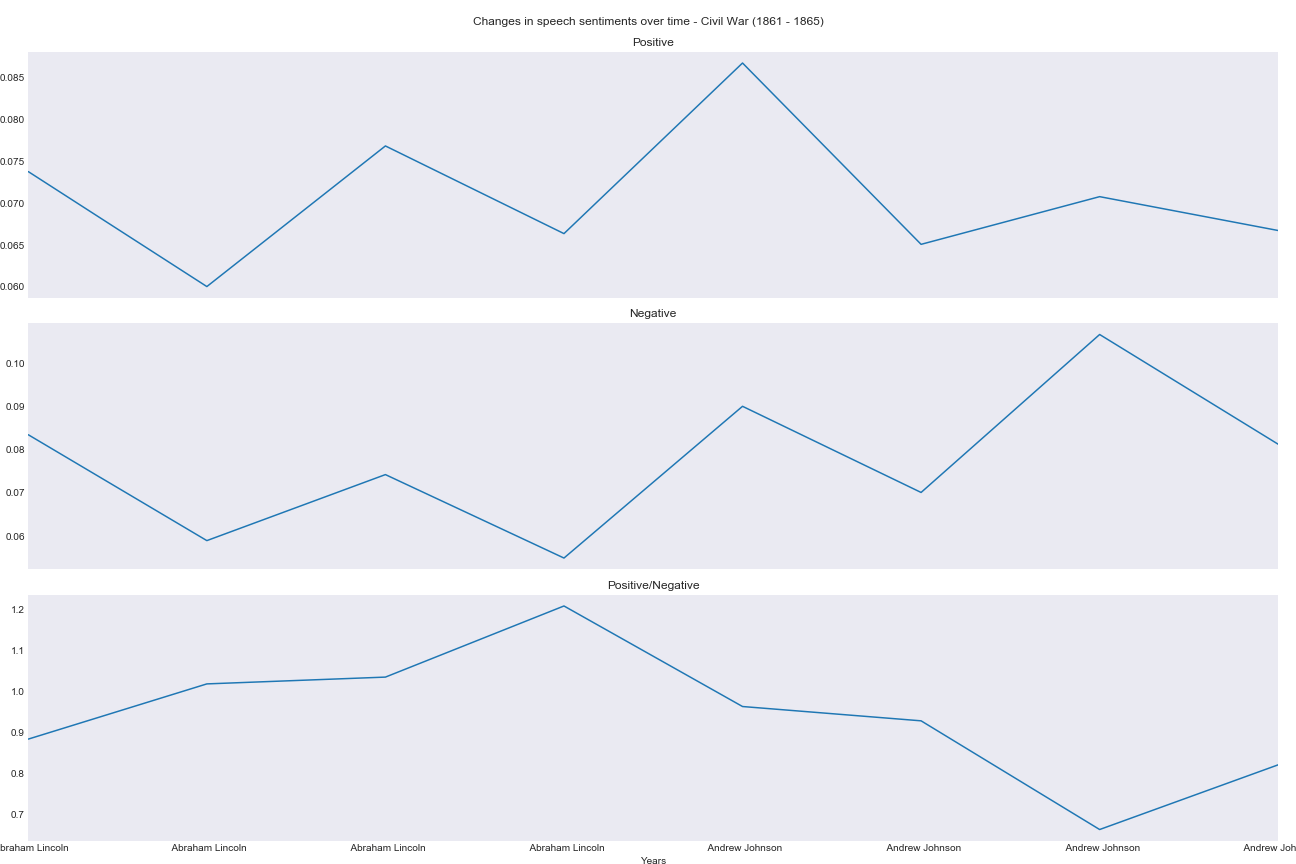 Changes in speech sentiments over time - Civil War (1861 - 1865)
Positive
0.085
0.080
0.075
0.070
0.065
0.060
Negative
0.10
0.09
0.08
0.07
0.06
Positive/Negative
1.2
1.1
1.0
0.9
0.8
0.7
braham Lincoln Abraham Lincoln Abraham Lincoln Abraham Lincoln Andrew Johnson Andrew Johnson Andrew Johnson Andrew Joh
Years